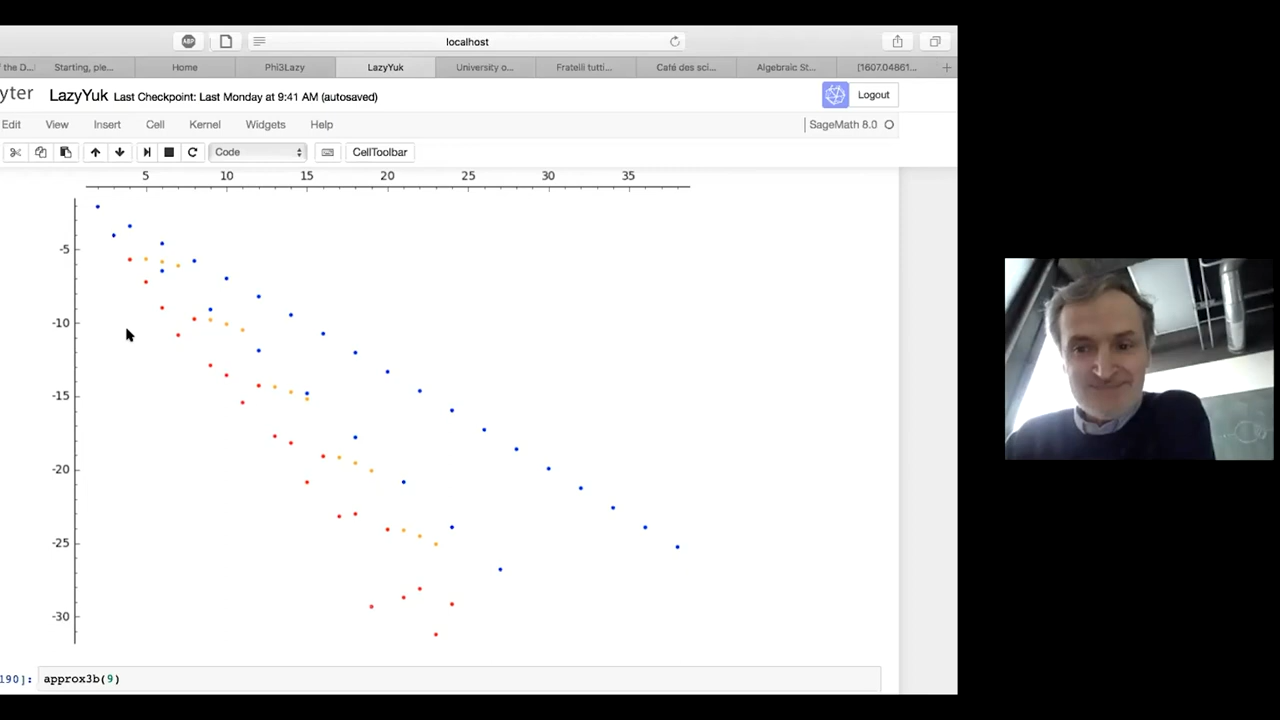 localhost
f the D... Starting, ple... Home Phi3Lazy LazyYuk University o... Fratelli tutti... Café des sci... Algebraic St... [1607.04861...
yter LazyYuk Last Checkpoint: Last Monday at 9:41 AM (autosaved) Logout
Edit View Insert Cell Kernel Widgets Help SageMath 8.0
Code CellToolbar
5 10 15 20 25 30 35
-5
-10
-15
-20
-25
-30
190]: approx3b(9)